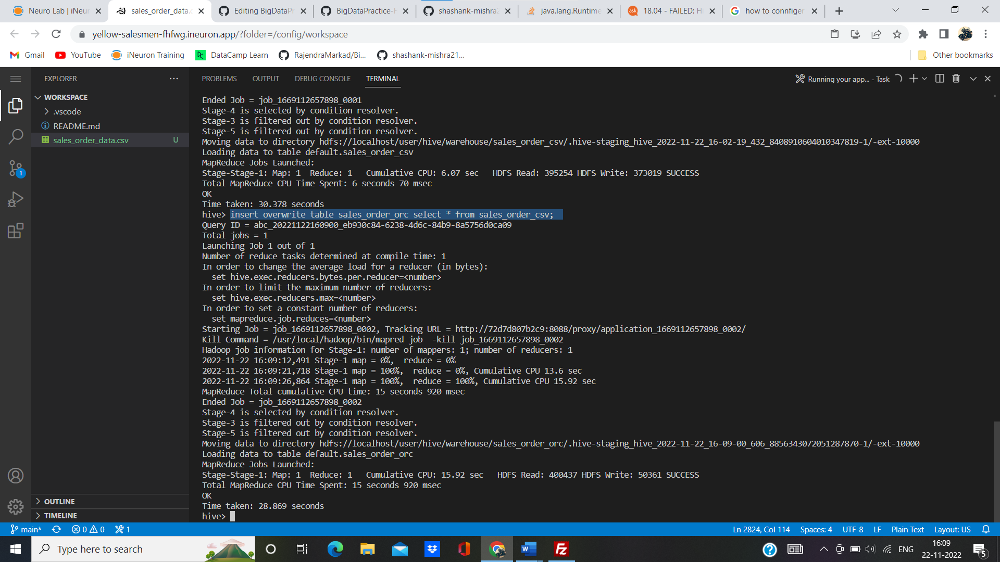 Neuro Lab | iNeur
sales_order_data.c
Editing BigDataPr
BigDataPractice-H
shashank-mishra2
java.lang.Runtime
ask
18.04 - FAILED: Hi
how to connfiger
yellow-salesmen-fhfwg.ineuron.app/?folder=/config/workspace
Gmail
YouTube
iNeuron Training
DataCamp Learn
RajendraMarkad/Bi...
shashank-mishra21...
Other bookmarks
EXPLORER
PROBLEMS
OUTPUT
DEBUG CONSOLE
TERMINAL
Running your app... - Task
WORKSPACE
.vscode
README.md
sales_order_data.csv
U
1
Ended Job = job_1669112657898_0001
Stage-4 is selected by condition resolver.
Stage-3 is filtered out by condition resolver.
Stage-5 is filtered out by condition resolver.
Moving data to directory hdfs://localhost/user/hive/warehouse/sales_order_csv/.hive-staging_hive_2022-11-22_16-02-19_432_8408910604010347819-1/-ext-10000
Loading data to table default.sales_order_csv
MapReduce Jobs Launched:
Stage-Stage-1: Map: 1  Reduce: 1   Cumulative CPU: 6.07 sec   HDFS Read: 395254 HDFS Write: 373019 SUCCESS
Total MapReduce CPU Time Spent: 6 seconds 70 msec
OK
Time taken: 30.378 seconds
hive> insert overwrite table sales_order_orc select * from sales_order_csv;
Query ID = abc_20221122160900_eb930c84-6238-4d6c-84b9-8a5756d0ca09
Total jobs = 1
Launching Job 1 out of 1
Number of reduce tasks determined at compile time: 1
In order to change the average load for a reducer (in bytes):
  set hive.exec.reducers.bytes.per.reducer=<number>
In order to limit the maximum number of reducers:
  set hive.exec.reducers.max=<number>
In order to set a constant number of reducers:
  set mapreduce.job.reduces=<number>
Starting Job = job_1669112657898_0002, Tracking URL = http://72d7d807b2c9:8088/proxy/application_1669112657898_0002/
Kill Command = /usr/local/hadoop/bin/mapred job  -kill job_1669112657898_0002
Hadoop job information for Stage-1: number of mappers: 1; number of reducers: 1
2022-11-22 16:09:12,491 Stage-1 map = 0%,  reduce = 0%
2022-11-22 16:09:21,718 Stage-1 map = 100%,  reduce = 0%, Cumulative CPU 13.6 sec
2022-11-22 16:09:26,864 Stage-1 map = 100%,  reduce = 100%, Cumulative CPU 15.92 sec
MapReduce Total cumulative CPU time: 15 seconds 920 msec
Ended Job = job_1669112657898_0002
Stage-4 is selected by condition resolver.
Stage-3 is filtered out by condition resolver.
Stage-5 is filtered out by condition resolver.
Moving data to directory hdfs://localhost/user/hive/warehouse/sales_order_orc/.hive-staging_hive_2022-11-22_16-09-00_606_8856343072051287870-1/-ext-10000
Loading data to table default.sales_order_orc
MapReduce Jobs Launched:
Stage-Stage-1: Map: 1  Reduce: 1   Cumulative CPU: 15.92 sec   HDFS Read: 400437 HDFS Write: 50361 SUCCESS
Total MapReduce CPU Time Spent: 15 seconds 920 msec
OK
Time taken: 28.869 seconds
hive>
OUTLINE
TIMELINE
main*
0
0
1
Ln 2824, Col 114
Spaces: 4
UTF-8
LF
Plain Text
Layout: US
Type here to search
ENG
16:09
22-11-2022
5